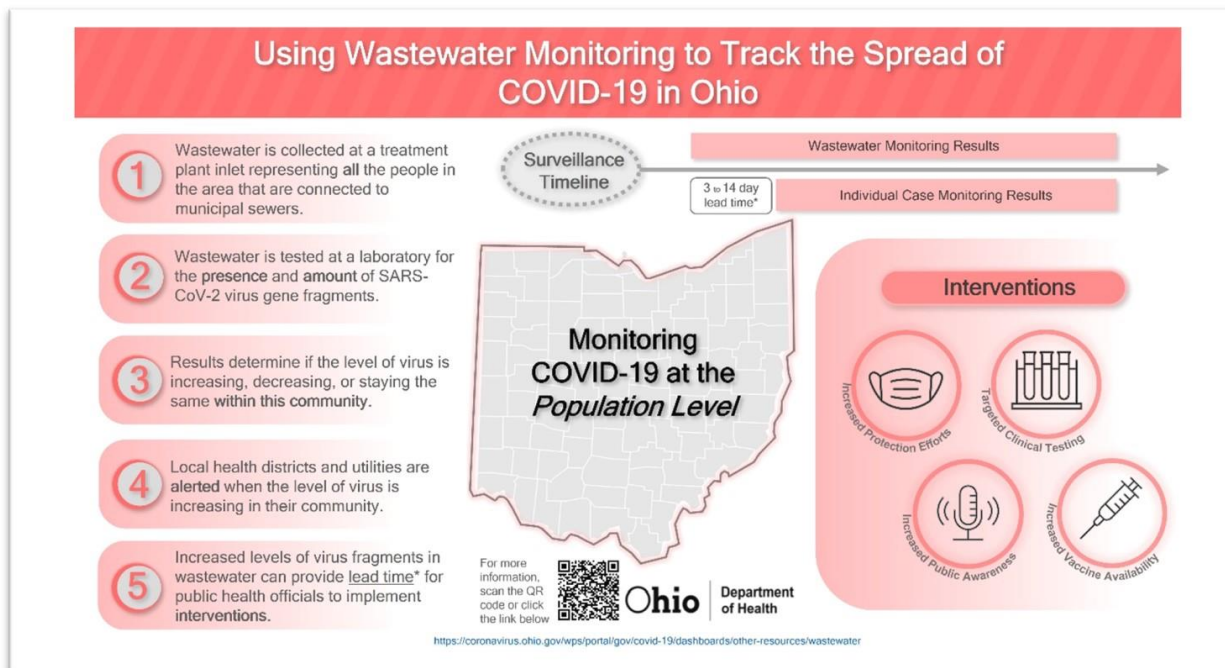 Using Wastewater Monitoring to Track the Spread of
COVID-19 in Ohio
1
Wastewater is collected at a treatment
plant inlet representing all the people in
the area that are connected to
municipal sewers.
2
Wastewater is tested at a laboratory for
the presence and amount of SARS-
CoV-2 virus gene fragments.
3
Results determine if the level of virus is
increasing, decreasing, or staying the
same within this community.
4
Local health districts and utilities are
alerted when the level of virus is
increasing in their community.
5
Increased levels of virus fragments in
wastewater can provide lead time* for
public health officials to implement
interventions.
Surveillance
Timeline
Wastewater Monitoring Results
3 to 14 day
lead time*
Individual Case Monitoring Results
Monitoring
COVID-19 at the
Population Level
Interventions
Increased Protection Efforts
Targeted Clinical Testing
Increased Public Awareness
Increased Vaccine Availability
For more
information,
scan the QR
code or click
the link below
Ohio
Department
of Health
https://coronavirus.ohio.gov/wps/portal/gov/covid-19/dashboards/other-resources/wastewater